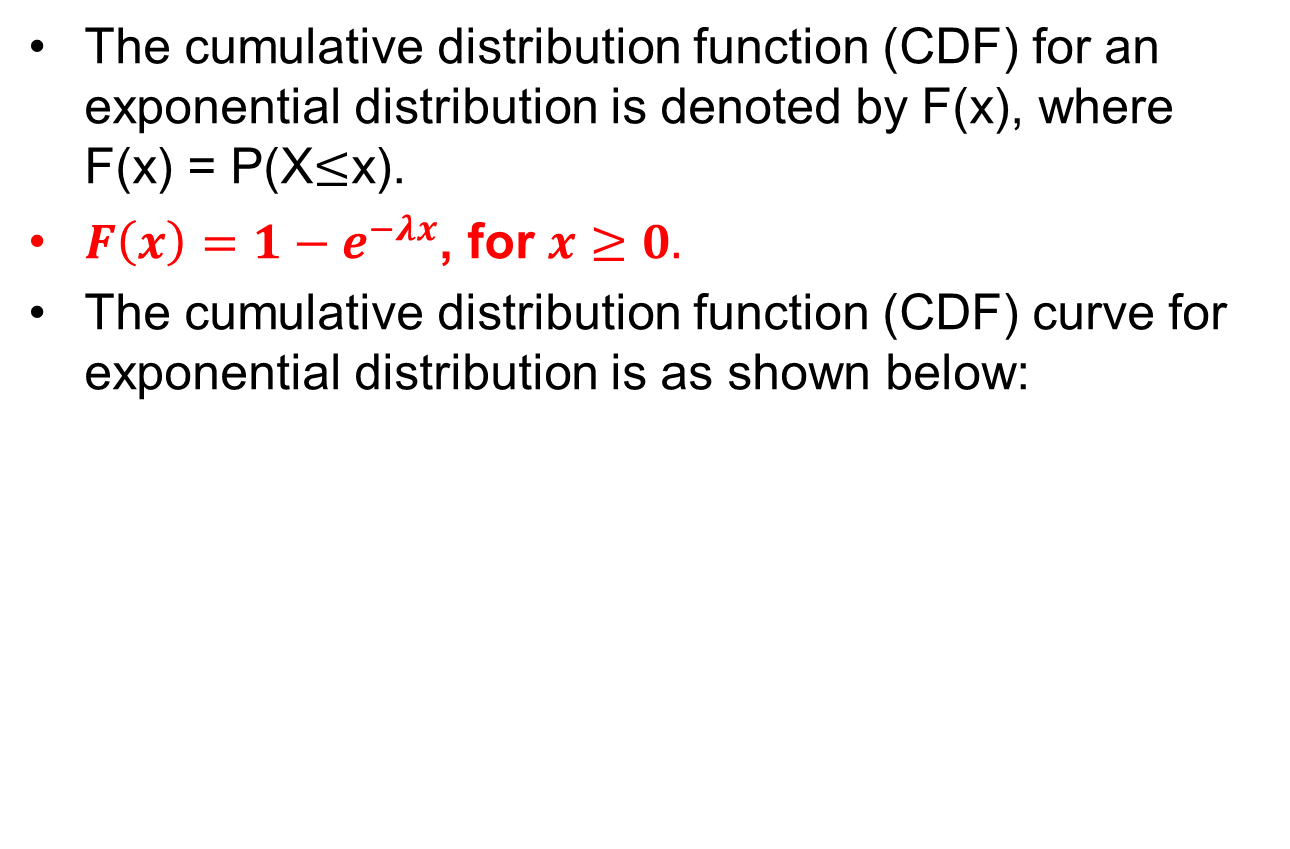 • The cumulative distribution function (CDF) for an
exponential distribution is denoted by F(x), where
F(x) = P(X≤x).
• F(x) = 1 − e^{−λx}, for x ≥ 0.
• The cumulative distribution function (CDF) curve for
exponential distribution is as shown below: